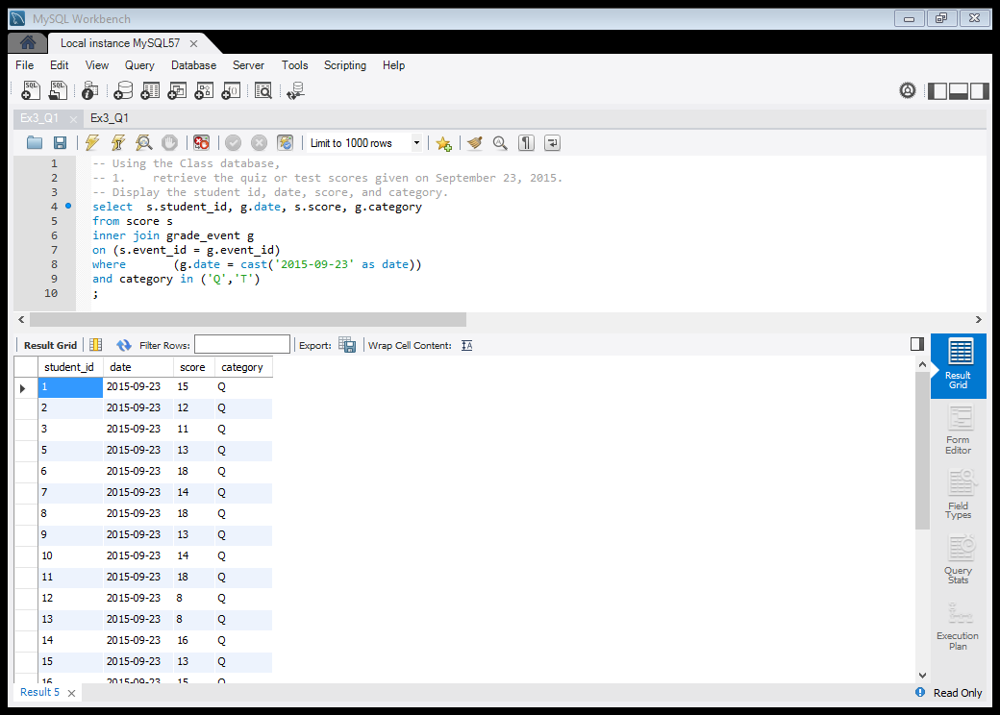 MySQL Workbench
Local instance MySQL57
File Edit View Query Database Server Tools Scripting Help
Ex3_Q1 Ex3_Q1
Limit to 1000 rows
1 -- Using the Class database,
2 -- 1.    retrieve the quiz or test scores given on September 23, 2015.
3 -- Display the student id, date, score, and category.
4 select  s.student_id, g.date, s.score, g.category
5 from score s
6 inner join grade_event g
7 on (s.event_id = g.event_id)
8 where       (g.date = cast('2015-09-23' as date))
9 and category in ('Q','T')
10 ;
Result Grid Filter Rows: Export: Wrap Cell Content:
student_id date score category
1 2015-09-23 15 Q
2 2015-09-23 12 Q
3 2015-09-23 11 Q
5 2015-09-23 13 Q
6 2015-09-23 18 Q
7 2015-09-23 14 Q
8 2015-09-23 18 Q
9 2015-09-23 13 Q
10 2015-09-23 14 Q
11 2015-09-23 18 Q
12 2015-09-23 8 Q
13 2015-09-23 8 Q
14 2015-09-23 16 Q
15 2015-09-23 13 Q
16 2015-09-23 15 Q
Result
Grid
Form
Editor
Field
Types
Query
Stats
Execution
Plan
Result 5
Read Only